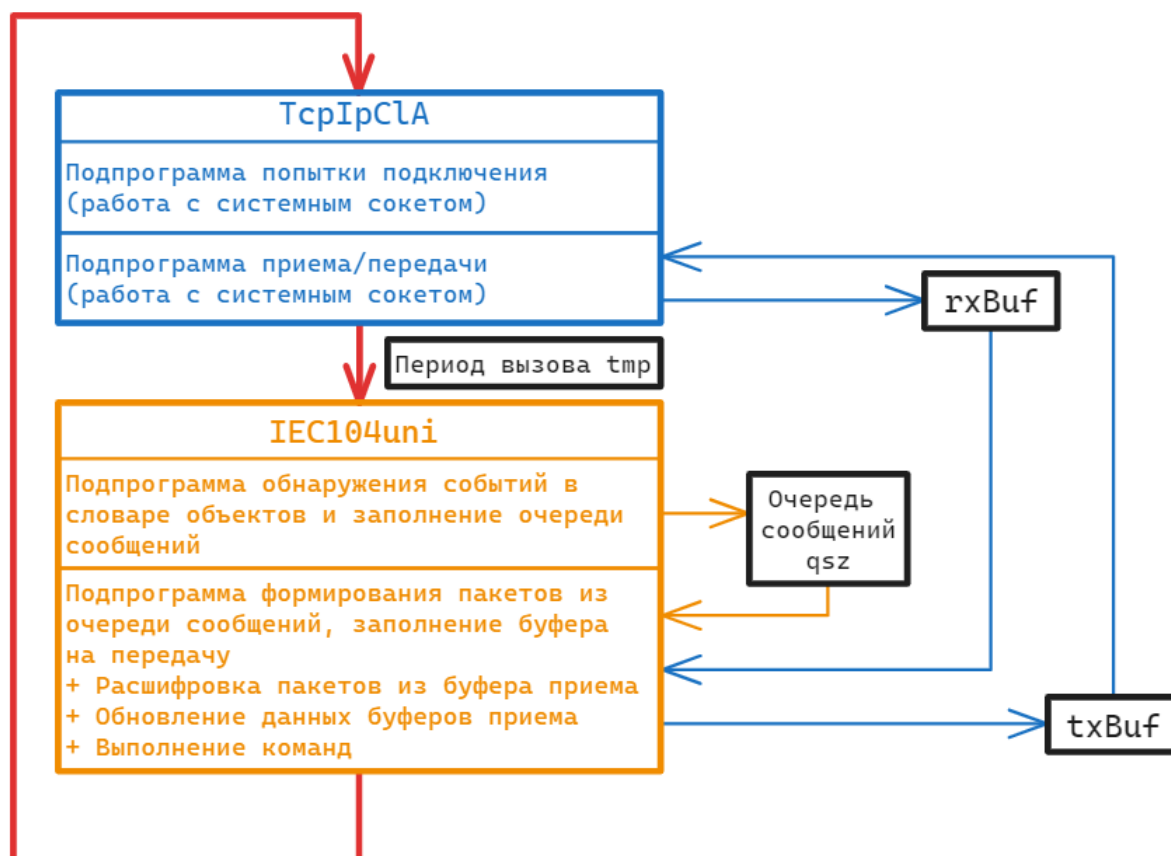 TcpIpClA
Подпрограмма попытки подключения
(работа с системным сокетом)
Подпрограмма приема/передачи
(работа с системным сокетом)
rxBuf
Период вызова tmp
IEC104uni
Подпрограмма обнаружения событий в
словаре объектов и заполнение очереди
сообщений
Очередь
сообщений
qsz
Подпрограмма формирования пакетов из
очереди сообщений, заполнение буфера
на передачу
+ Расшифровка пакетов из буфера приема
+ Обновление данных буферов приема
+ Выполнение команд
txBuf